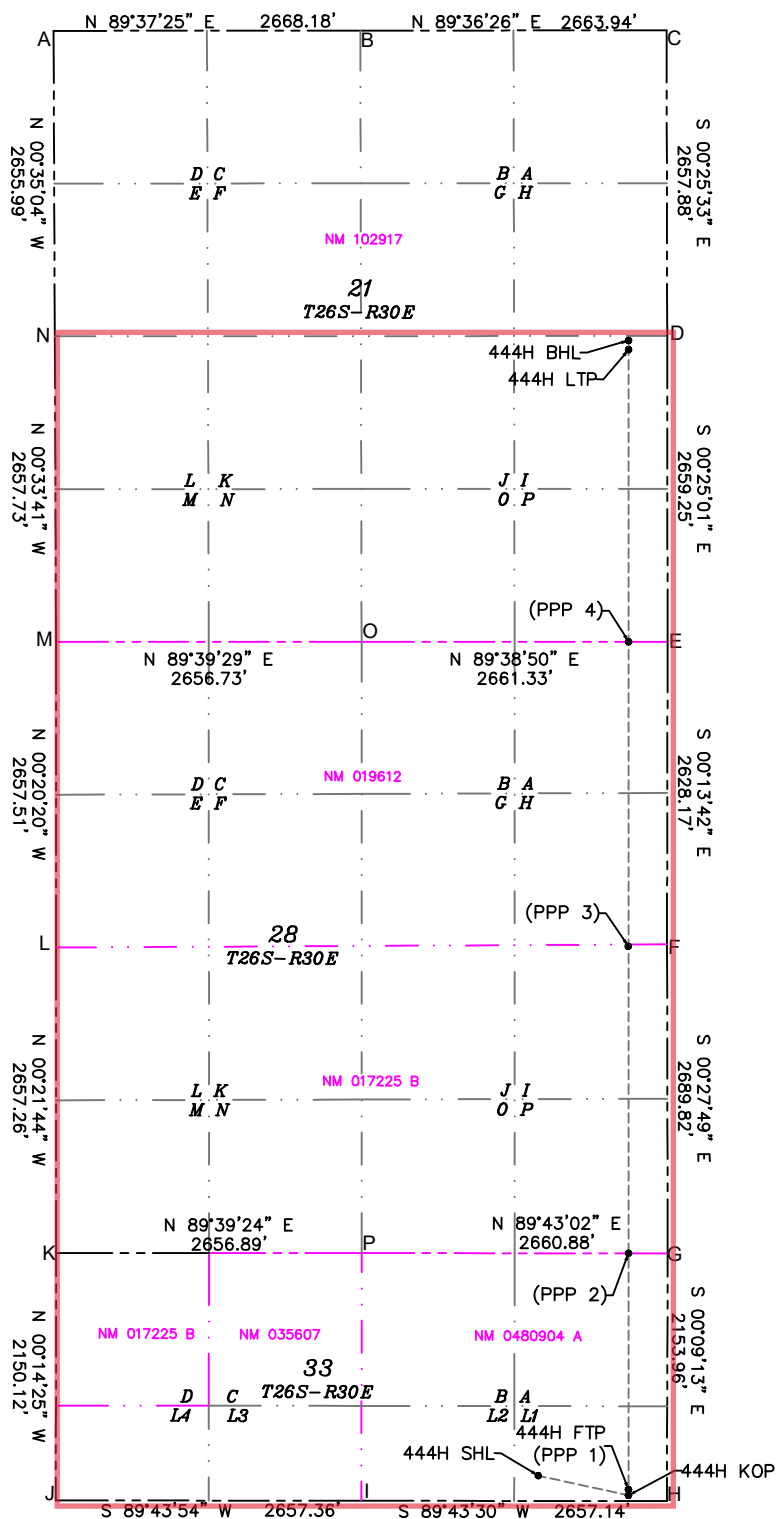 N 89°37'25" E 2668.18'
N 89°36'26" E 2663.94'
A
B
C
N 00°35'04" W
2655.99'
S 00°25'33" E
2657.88'
D C
E F
B A
G H
NM 102917
21
T26S-R30E
N
D
444H BHL
444H LTP
N 00°33'41" W
2657.73'
S 00°25'01" E
2659.25'
L K
M N
J I
O P
(PPP 4)
M
O
E
N 89°39'29" E
2656.73'
N 89°38'50" E
2661.33'
N 00°20'20" W
2657.51'
S 00°13'42" E
2628.17'
NM 019612
D C
E F
B A
G H
(PPP 3)
L
28
T26S-R30E
F
N 00°21'44" W
2657.26'
S 00°27'49" E
2689.82'
NM 017225 B
L K
M N
J I
O P
N 89°39'24" E
2656.89'
N 89°43'02" E
2660.88'
K
P
G
(PPP 2)
N 00°14'25" W
2150.12'
S 00°09'13" E
2153.96'
NM 017225 B
NM 035607
NM 0480904 A
33
T26S-R30E
D C
L4 L3
B A
L2 L1
444H FTP
(PPP 1)
444H SHL
444H KOP
J
I
H
S 89°43'54" W 2657.36'
S 89°43'30" W 2657.14'